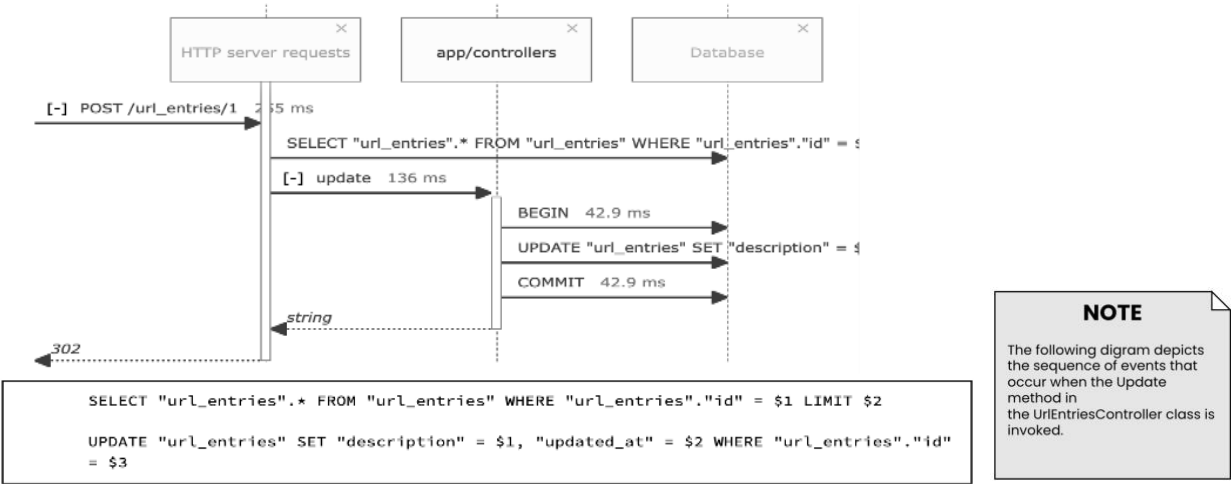 HTTP server requests
app/controllers
Database
[-] POST /url_entries/1 255 ms
SELECT "url_entries".* FROM "url_entries" WHERE "url_entries"."id" = $
[-] update 136 ms
BEGIN 42.9 ms
UPDATE "url_entries" SET "description" = $
COMMIT 42.9 ms
string
302
SELECT "url_entries".* FROM "url_entries" WHERE "url_entries"."id" = $1 LIMIT $2
UPDATE "url_entries" SET "description" = $1, "updated_at" = $2 WHERE "url_entries"."id"
= $3
NOTE
The following digram depicts
the sequence of events that
occur when the Update
method in
the UrlEntriesController class is
invoked.